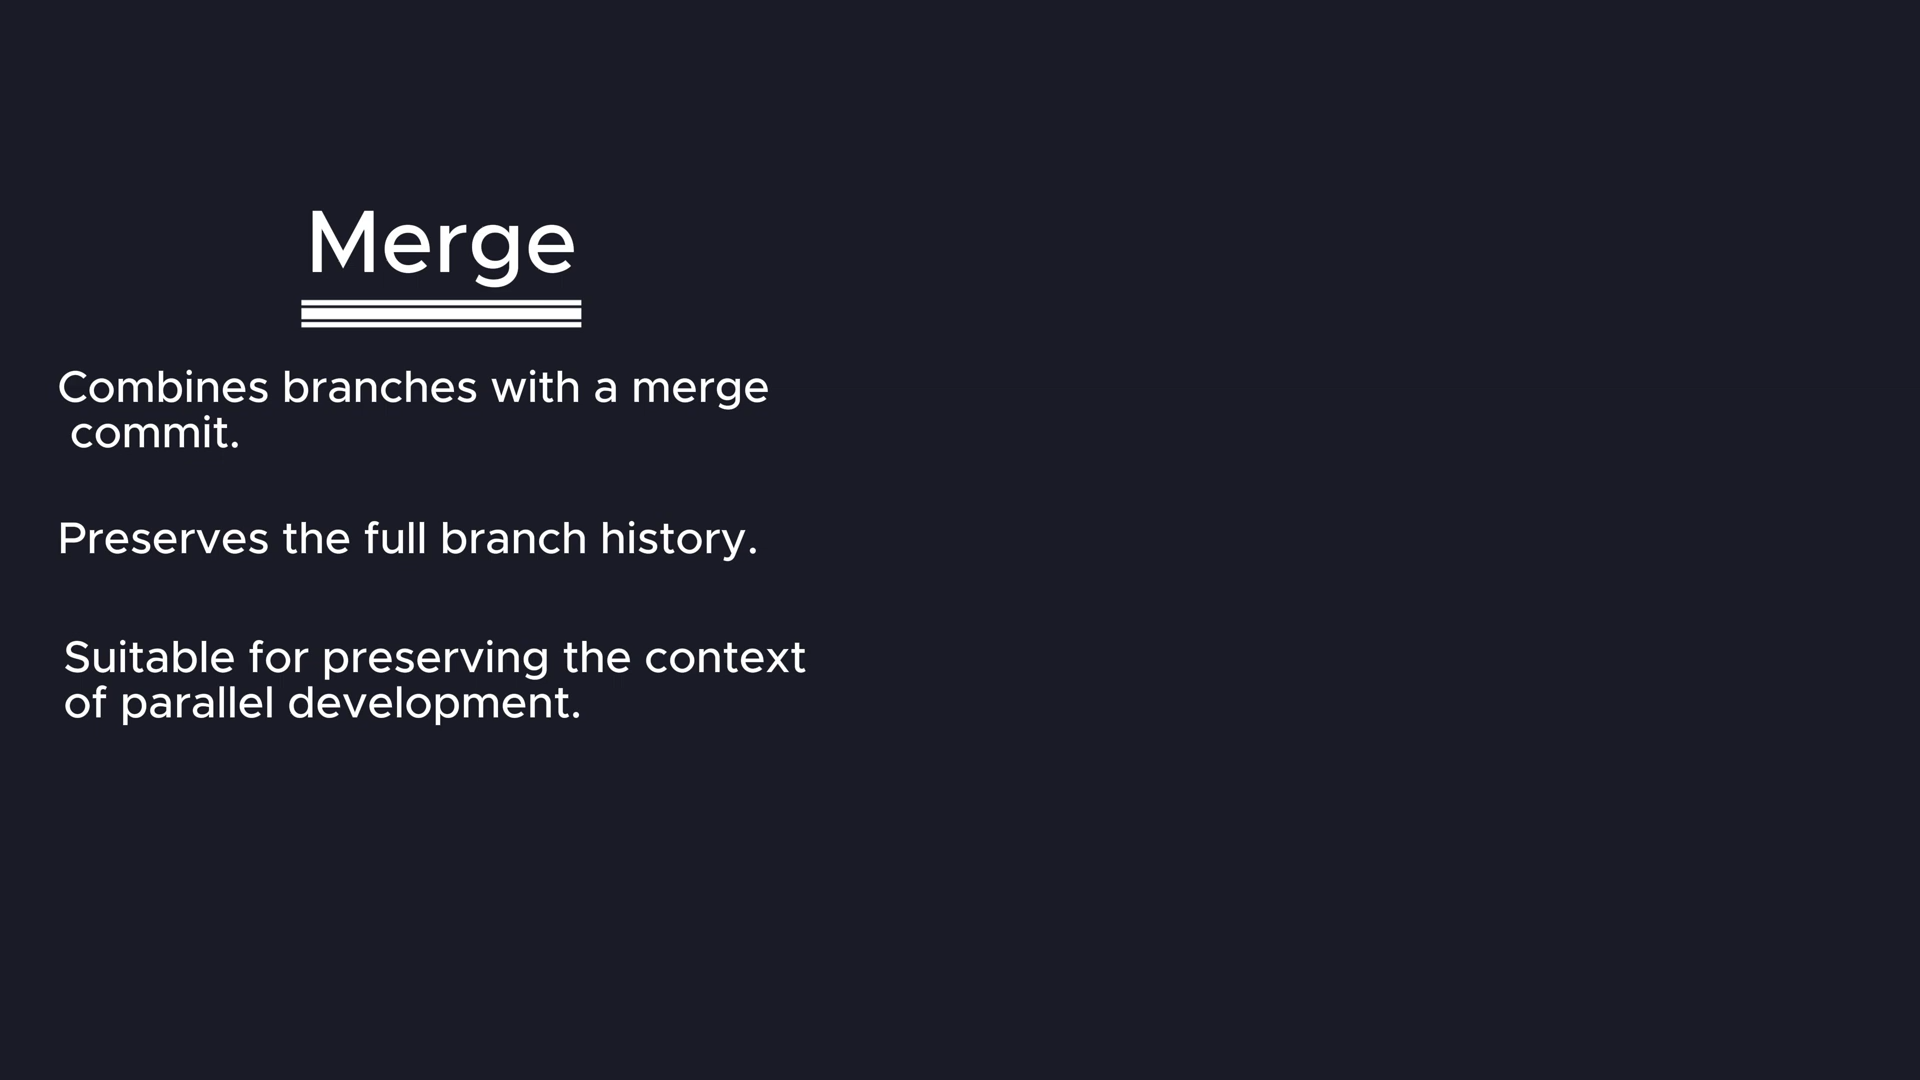 Merge
Combines branches with a merge
commit.
Preserves the full branch history.
Suitable for preserving the context
of parallel development.